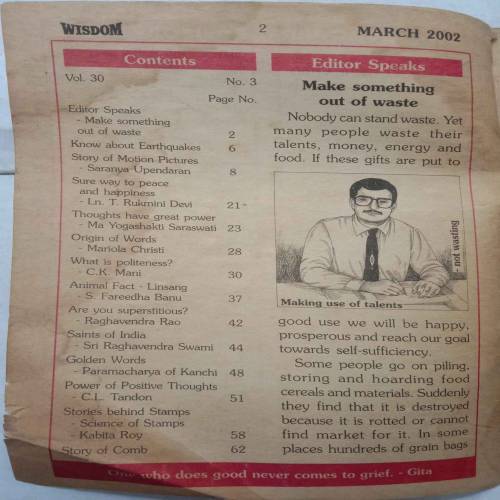 WISDOM
2
MARCH 2002
Contents
Vol. 30
No. 3
Page No.
Editor Speaks
- Make something
out of waste 2
Know about Earthquakes 6
Story of Motion Pictures
- Saranya Upendaran 8
Sure way to peace
and happiness
- Ln. T. Rukmini Devi 21
Thoughts have great power
- Ma Yogashakti Saraswati 23
Origin of Words
- Mariola Christi 28
What is politeness?
- C.K. Mani 30
Animal Fact - Linsang
- S. Fareedha Banu 37
Are you superstitious?
- Raghavendra Rao 42
Saints of India
- Sri Raghavendra Swami 44
Golden Words
- Paramacharya of Kanchi 48
Power of Positive Thoughts
- C.L. Tandon 51
Stories behind Stamps
- Science of Stamps
- Kabita Roy 58
Story of Comb 62
Editor Speaks
Make something
out of waste
Nobody can stand waste. Yet
many people waste their
talents, money, energy and
food. If these gifts are put to
- not wasting
Making use of talents
good use we will be happy,
prosperous and reach our goal
towards self-sufficiency.
Some people go on piling,
storing and hoarding food
cereals and materials. Suddenly
they find that it is destroyed
because it is rotted or cannot
find market for it. In some
places hundreds of grain bags
One who does good never comes to grief. - Gita